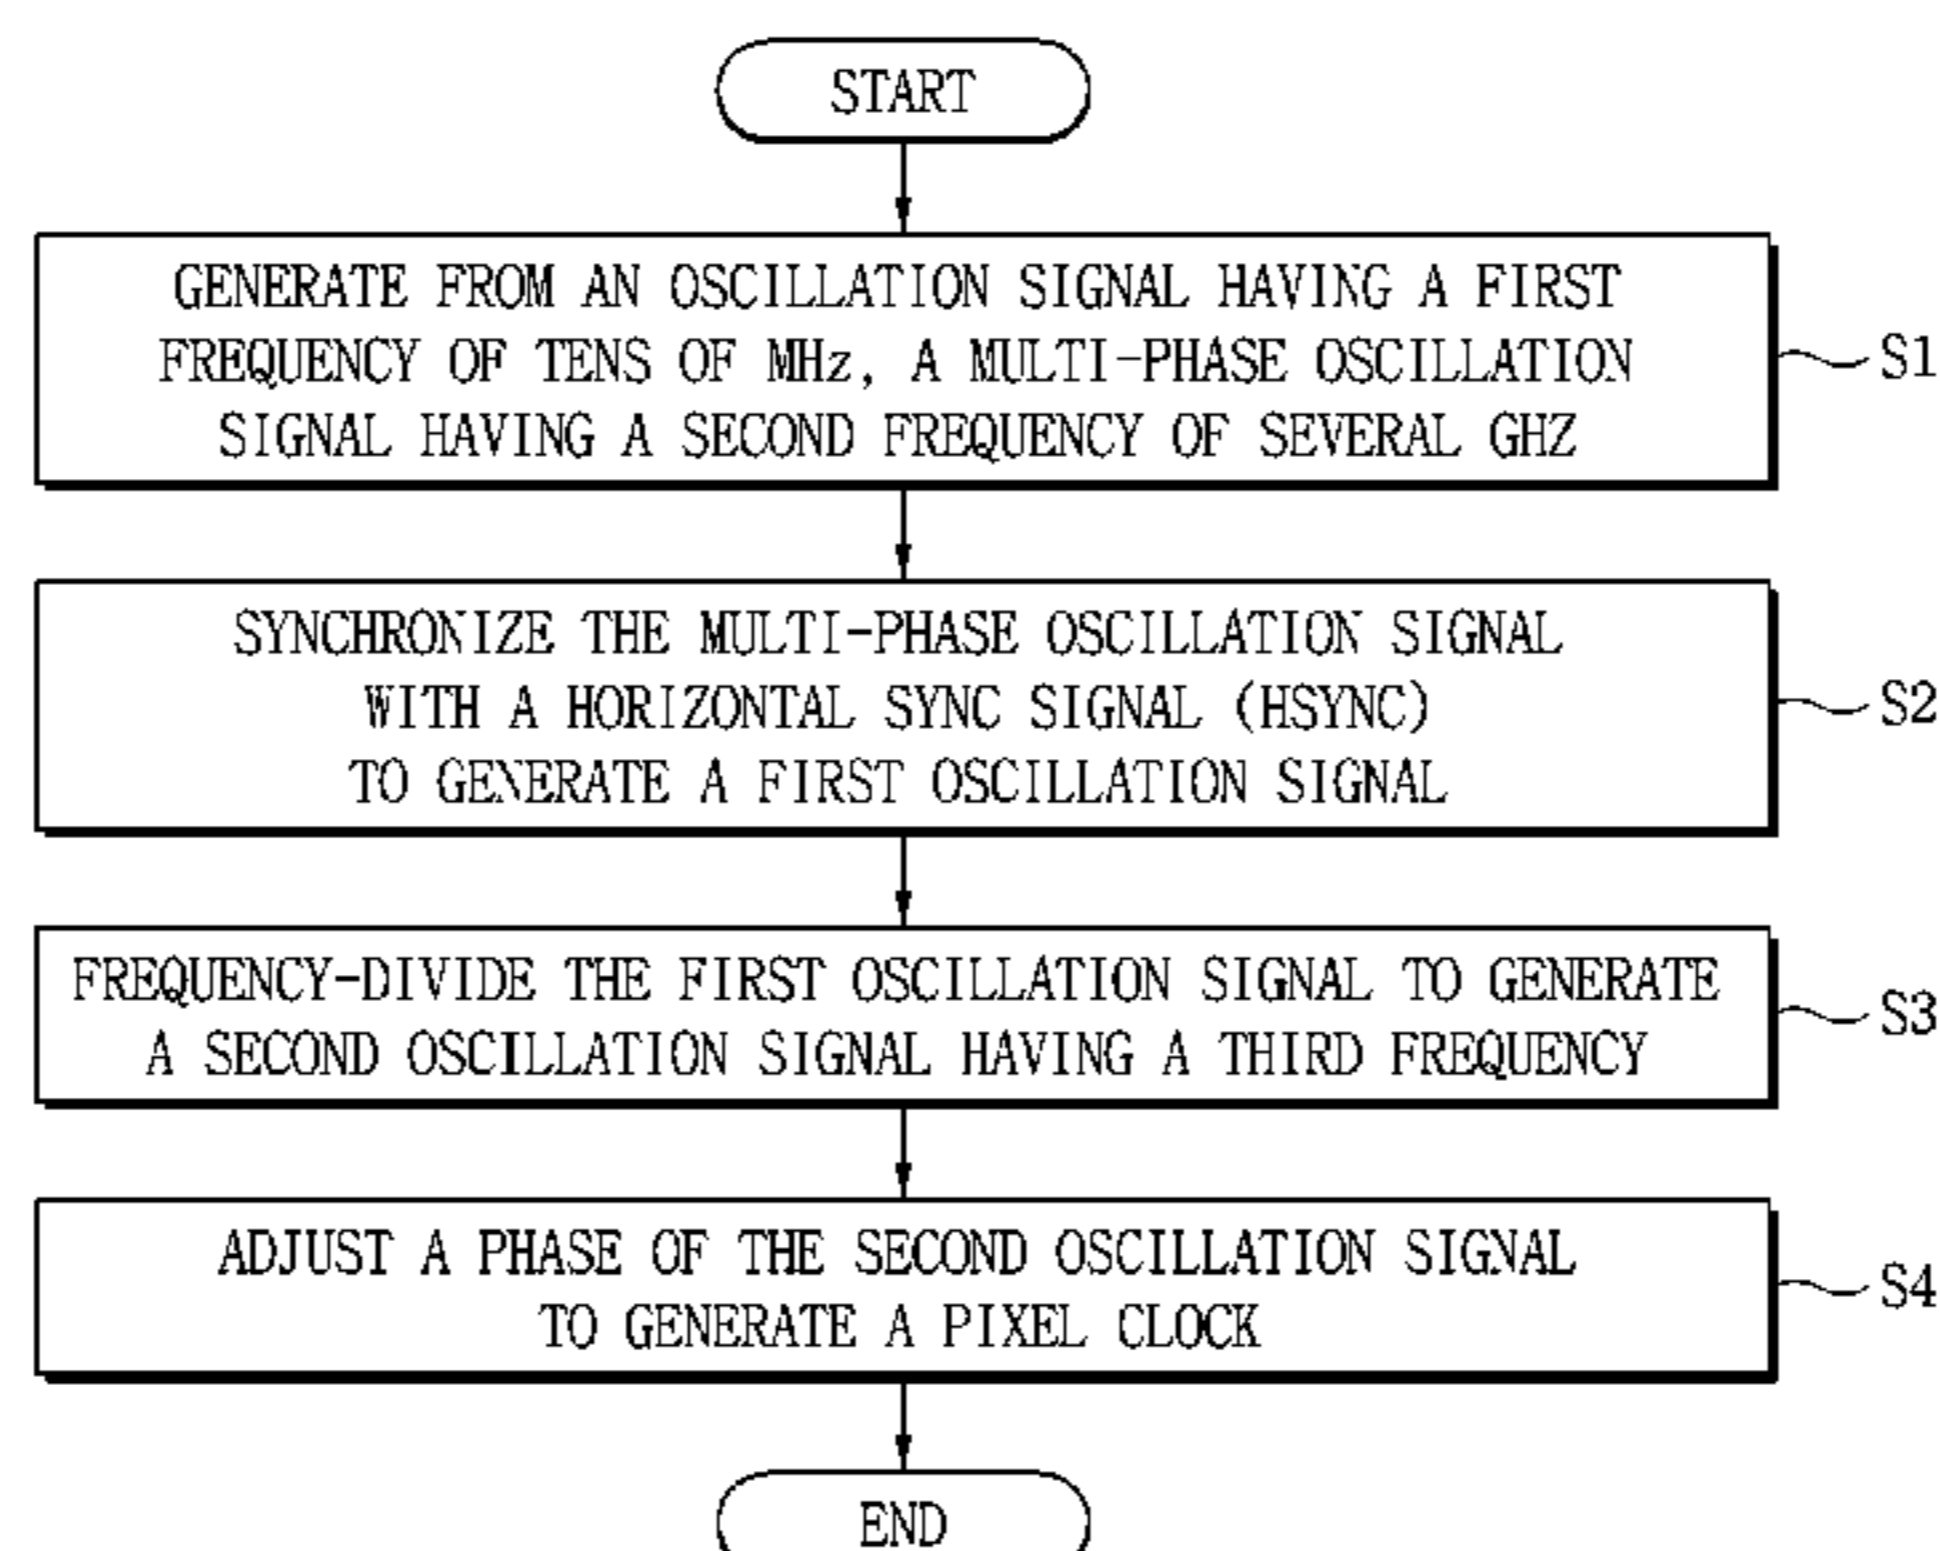 START
GENERATE FROM AN OSCILLATION SIGNAL HAVING A FIRST
FREQUENCY OF TENS OF MHz, A MULTI-PHASE OSCILLATION
SIGNAL HAVING A SECOND FREQUENCY OF SEVERAL GHZ
S1
SYNCHRONIZE THE MULTI-PHASE OSCILLATION SIGNAL
WITH A HORIZONTAL SYNC SIGNAL (HSYNC)
TO GENERATE A FIRST OSCILLATION SIGNAL
S2
FREQUENCY-DIVIDE THE FIRST OSCILLATION SIGNAL TO GENERATE
A SECOND OSCILLATION SIGNAL HAVING A THIRD FREQUENCY
S3
ADJUST A PHASE OF THE SECOND OSCILLATION SIGNAL
TO GENERATE A PIXEL CLOCK
S4
END